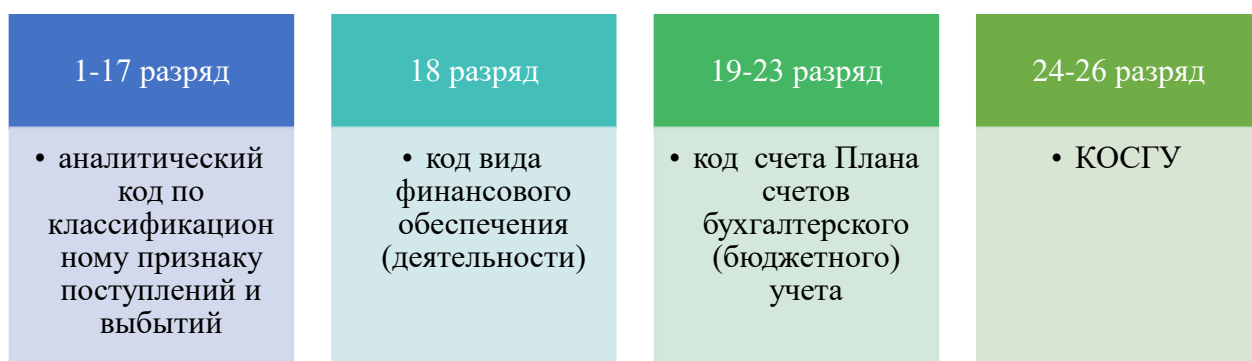 1-17 разряд
• аналитический
код по
классификацион
ному признаку
поступлений и
выбытий
18 разряд
• код вида
финансового
обеспечения
(деятельности)
19-23 разряд
• код счета Плана
счетов
бухгалтерского
(бюджетного)
учета
24-26 разряд
• КОСГУ